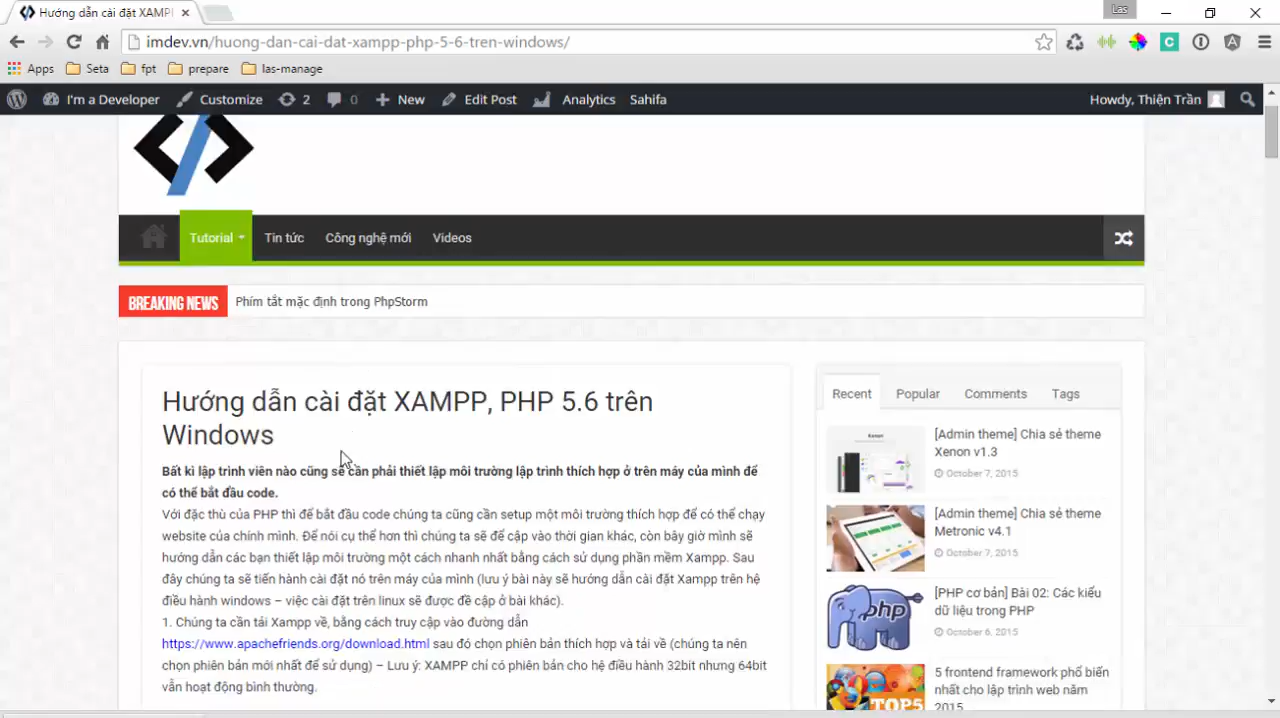 Hướng dẫn cài đặt XAMPP
Las
imdev.vn/huong-dan-cai-dat-xampp-php-5-6-tren-windows/
Apps Seta fpt prepare las-manage
I'm a Developer Customize 2 0 New Edit Post Analytics Sahifa Howdy, Thiện Trần
Tutorial Tin tức Công nghệ mới Videos
BREAKING NEWS Phím tắt mặc định trong PhpStorm
Hướng dẫn cài đặt XAMPP, PHP 5.6 trên
Windows
Bất kì lập trình viên nào cũng sẽ cần phải thiết lập môi trường lập trình thích hợp ở trên máy của mình để
có thể bắt đầu code.
Với đặc thù của PHP thì để bắt đầu code chúng ta cũng cần setup một môi trường thích hợp để có thể chạy
website của chính mình. Để nói cụ thể hơn thì chúng ta sẽ đề cập vào thời gian khác, còn bây giờ mình sẽ
hướng dẫn các bạn thiết lập môi trường một cách nhanh nhất bằng cách sử dụng phần mềm Xampp. Sau
đây chúng ta sẽ tiến hành cài đặt nó trên máy của mình (lưu ý bài này sẽ hướng dẫn cài đặt Xampp trên hệ
điều hành windows – việc cài đặt trên linux sẽ được đề cập ở bài khác).
1. Chúng ta cần tải Xampp về, bằng cách truy cập vào đường dẫn
https://www.apachefriends.org/download.html sau đó chọn phiên bản thích hợp và tải về (chúng ta nên
chọn phiên bản mới nhất để sử dụng) – Lưu ý: XAMPP chỉ có phiên bản cho hệ điều hành 32bit nhưng 64bit
vẫn hoạt động bình thường.
Recent Popular Comments Tags
[Admin theme] Chia sẻ theme
Xenon v1.3
October 7, 2015
[Admin theme] Chia sẻ theme
Metronic v4.1
October 7, 2015
php
[PHP cơ bản] Bài 02: Các kiểu
dữ liệu trong PHP
October 6, 2015
TOP5
5 frontend framework phổ biến
nhất cho lập trình web năm
2015